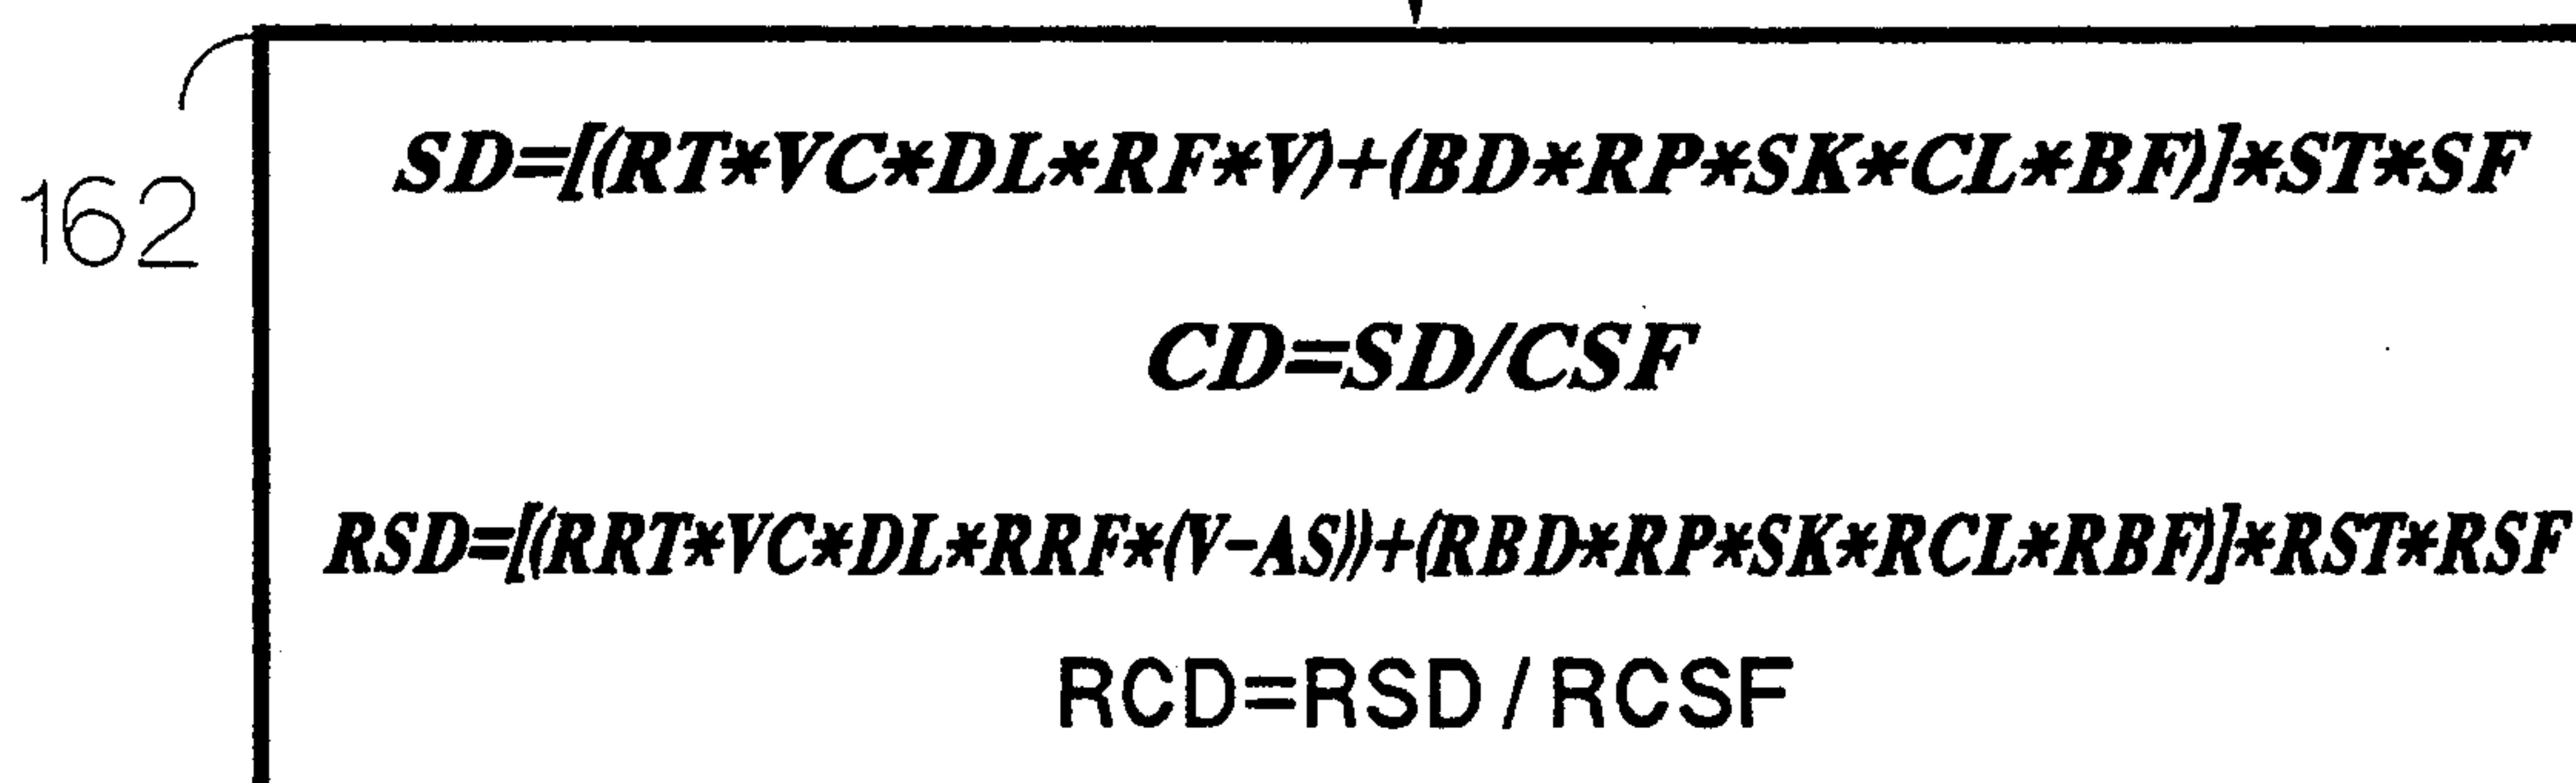 SD=[(RT*VC*DL*RF*V)+(BD*RP*SK*CL*BF)]*ST*SF
162
CD=SD/CSF
RSD=[(RRT*VC*DL*RRF*(V-AS))+(RBD*RP*SK*RCL*RBF)]*RST*RSF
RCD=RSD/RCSF